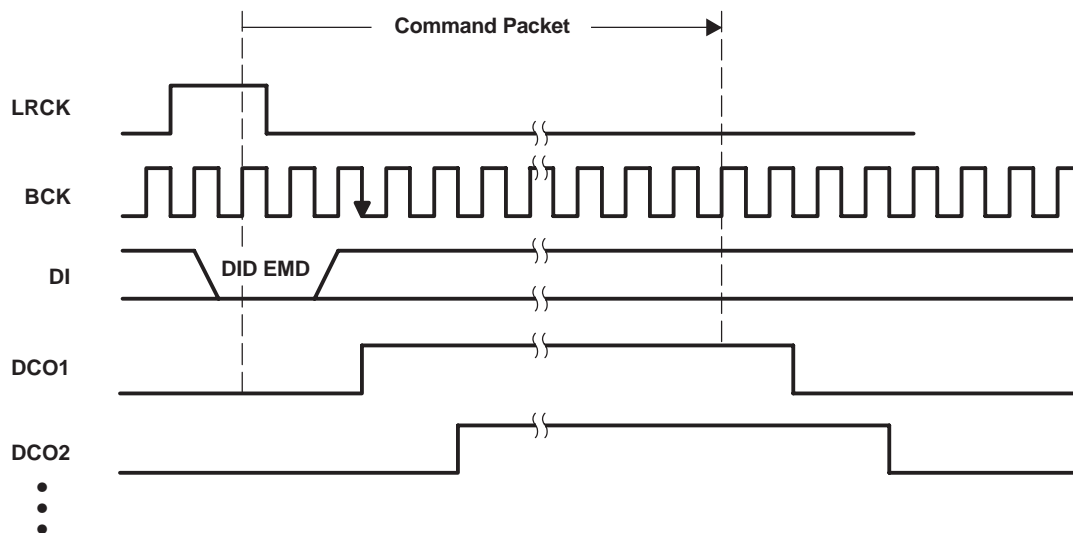 Command Packet
LRCK
BCK
DI
DID EMD
DCO1
DCO2